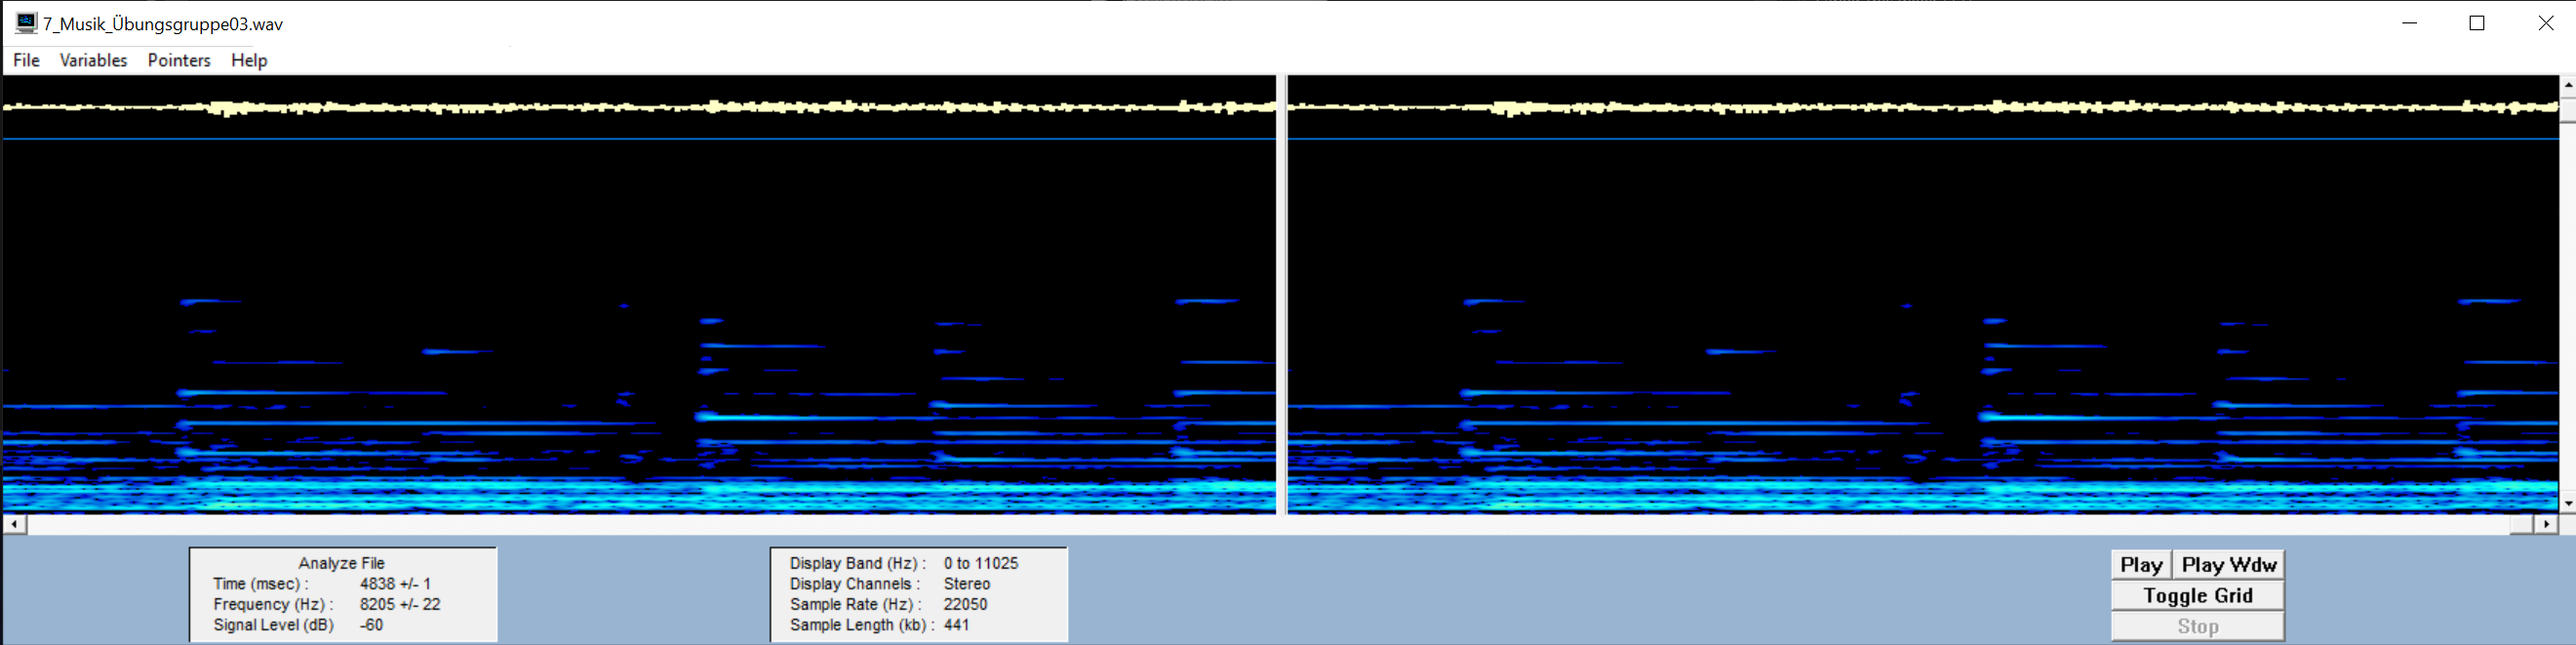 7_Musik_Übungsgruppe03.wav
File Variables Pointers Help
Analyze File
Time (msec) : 4838 +/- 1
Frequency (Hz) : 8205 +/- 22
Signal Level (dB) -60
Display Band (Hz) : 0 to 11025
Display Channels : Stereo
Sample Rate (Hz) : 22050
Sample Length (kb) : 441
Play Play Wdw
Toggle Grid
Stop